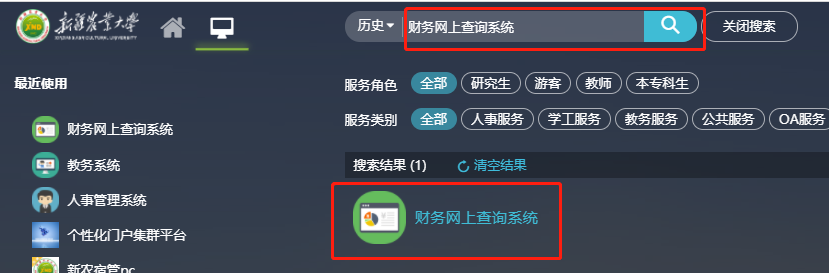 新疆农业大学
XINJIANG AGRICULTURAL UNIVERSITY
历史 财务网上查询系统 关闭搜索
最近使用
财务网上查询系统
教务系统
人事管理系统
个性化门户集群平台
新农宿管pc
服务角色 全部 研究生 游客 教师 本专科生
服务类别 全部 人事服务 学工服务 教务服务 公共服务 OA服务
搜索结果 (1) 清空结果
财务网上查询系统